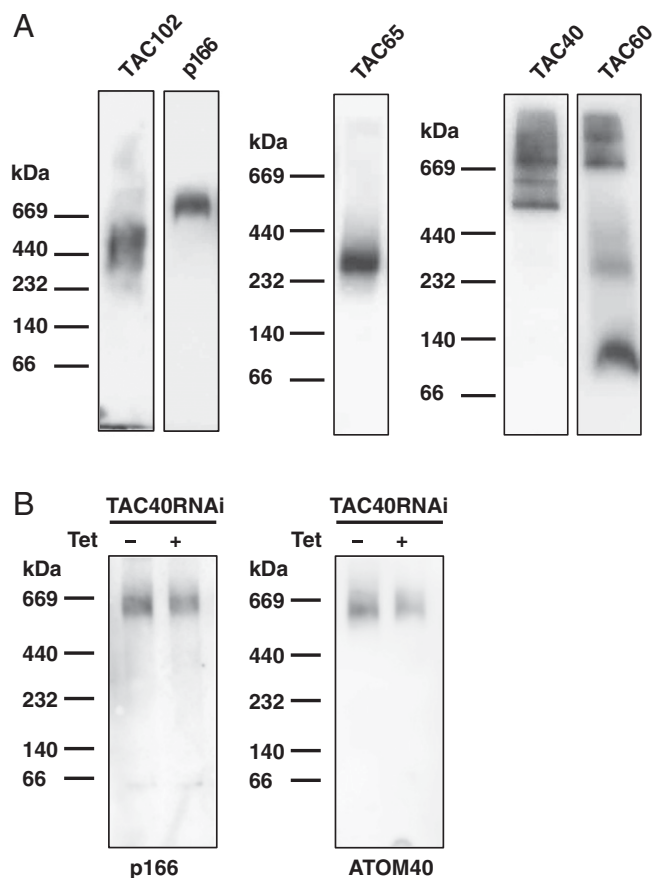 A
TAC102
p166
TAC65
TAC40
TAC60
kDa
669
440
232
140
66
kDa
669
440
232
140
66
kDa
669
440
232
140
66
B
TAC40RNAi
Tet – +
kDa
669
440
232
140
66
p166
TAC40RNAi
Tet – +
kDa
669
440
232
140
66
ATOM40